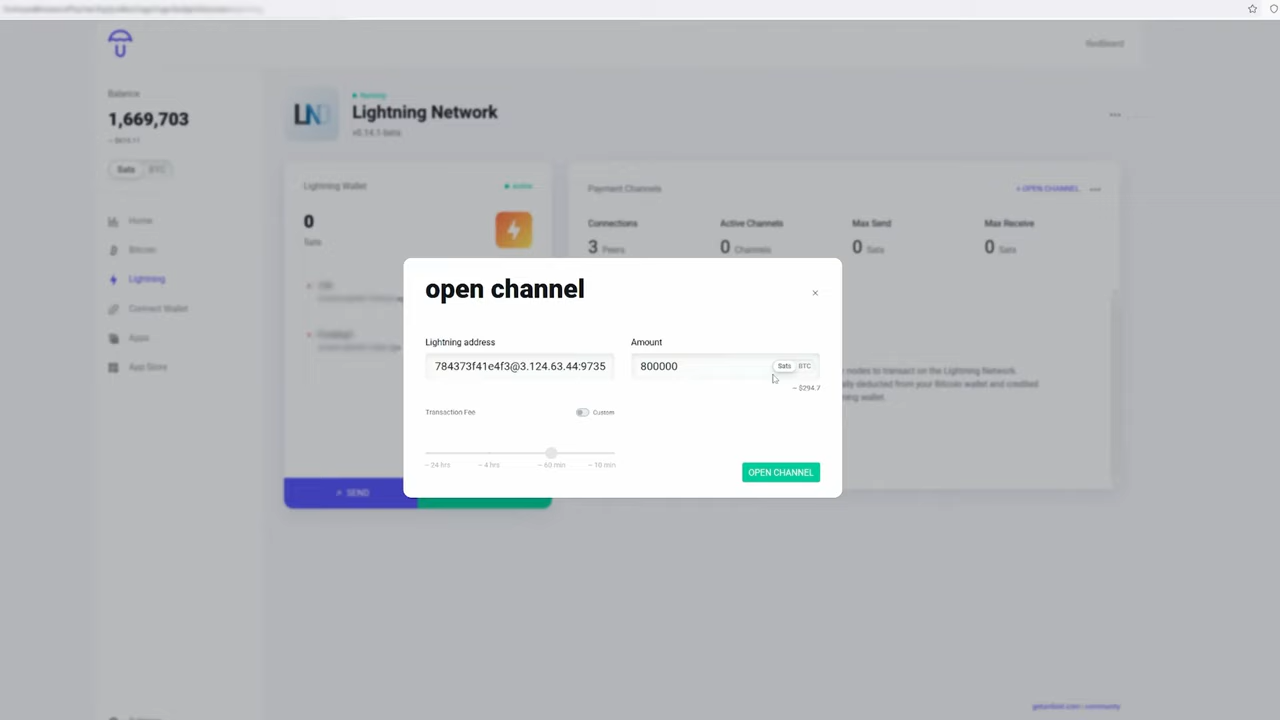 RedBeard
Balance
1,669,703
~ $616.11
Sats BTC
Home
Bitcoin
Lightning
Connect Wallet
Apps
App Store
LN
Running
Lightning Network
v0.14.1-beta
Lightning Wallet
active
0
Sats
SEND
Payment Channels
+ OPEN CHANNEL
Connections
3 Peers
Active Channels
0 Channels
Max Send
0 Sats
Max Receive
0 Sats
nodes to transact on the Lightning Network.
ally deducted from your Bitcoin wallet and credited
ning wallet.
open channel
Lightning address
784373f41e4f3@3.124.63.44:9735
Amount
800000
Sats BTC
~ $294.7
Transaction Fee
Custom
~ 24 hrs
~ 4 hrs
~ 60 min
~ 10 min
OPEN CHANNEL
getumbrel.com
community